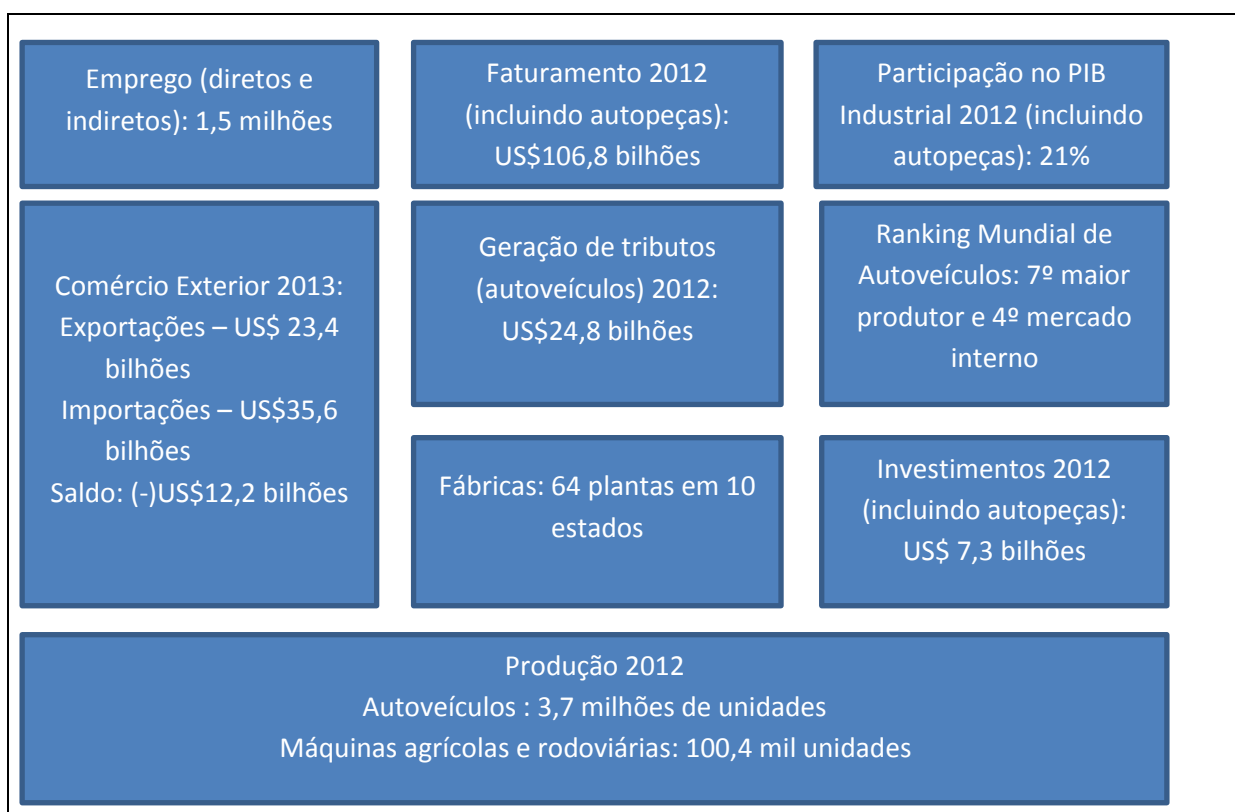 Emprego (diretos e
indiretos): 1,5 milhões
Faturamento 2012
(incluindo autopeças):
US$106,8 bilhões
Participação no PIB
Industrial 2012 (incluindo
autopeças): 21%
Comércio Exterior 2013:
Exportações – US$ 23,4
bilhões
Importações – US$35,6
bilhões
Saldo: (-)US$12,2 bilhões
Geração de tributos
(autoveículos) 2012:
US$24,8 bilhões
Ranking Mundial de
Autoveículos: 7º maior
produtor e 4º mercado
interno
Fábricas: 64 plantas em 10
estados
Investimentos 2012
(incluindo autopeças):
US$ 7,3 bilhões
Produção 2012
Autoveículos : 3,7 milhões de unidades
Máquinas agrícolas e rodoviárias: 100,4 mil unidades